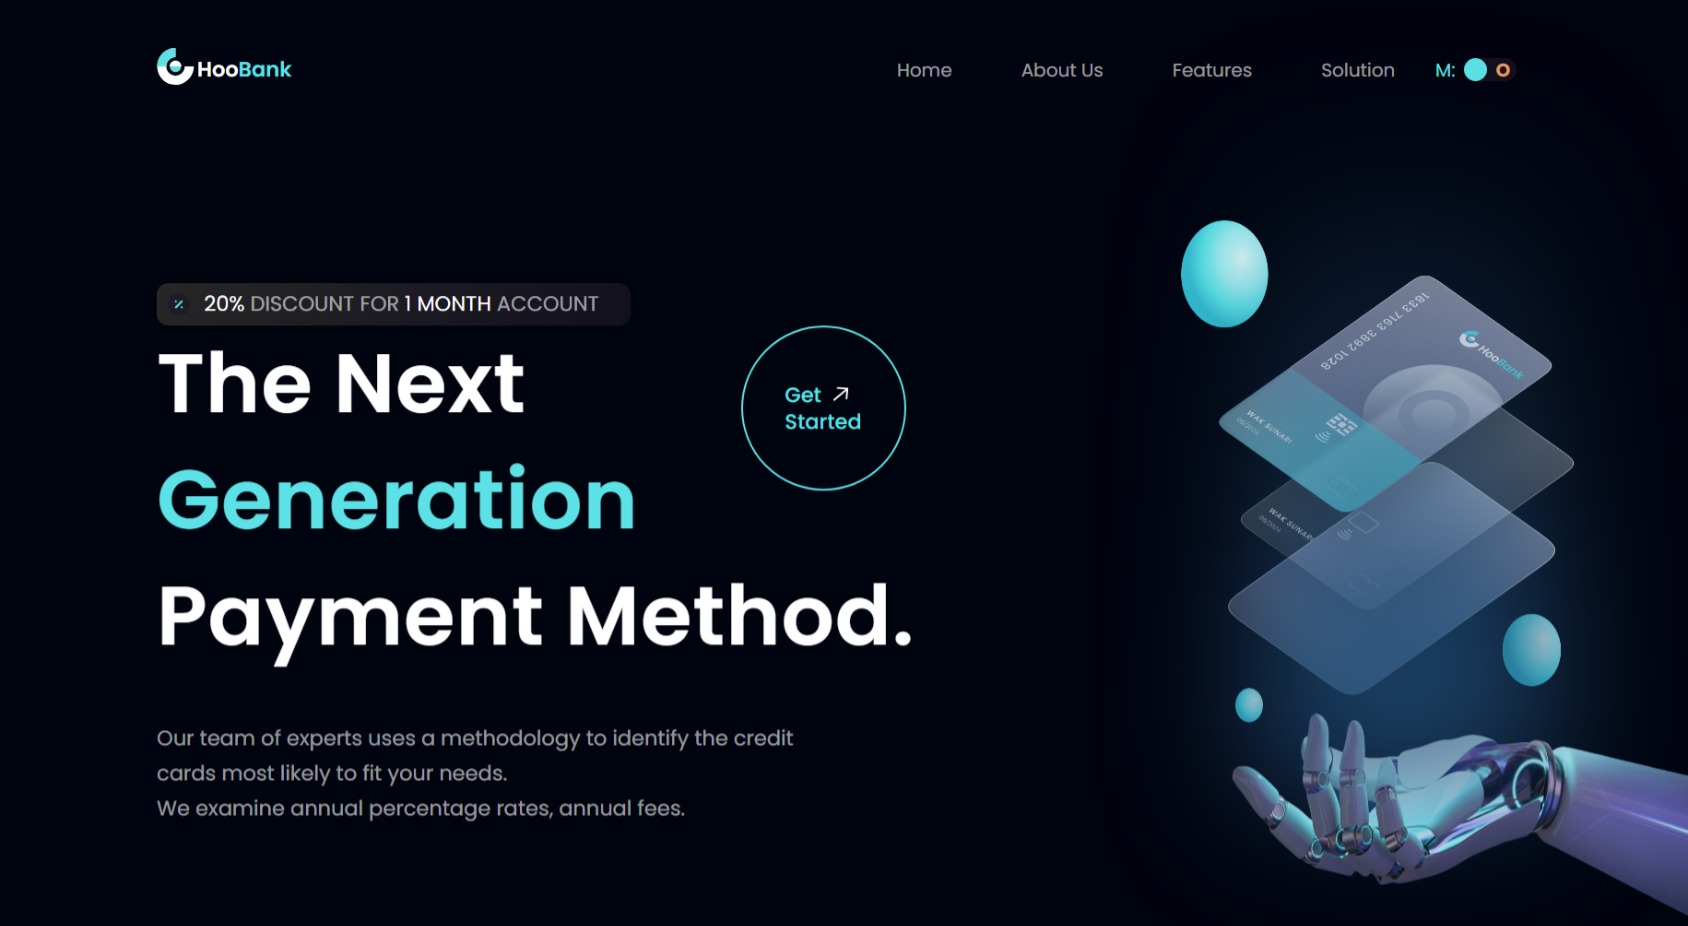 HooBank
Home
About Us
Features
Solution
M:
20% DISCOUNT FOR 1 MONTH ACCOUNT
The Next
Generation
Payment Method.
Get
Started
Our team of experts uses a methodology to identify the credit
cards most likely to fit your needs.
We examine annual percentage rates, annual fees.
1833 7163 3892 1028
HooBank
WAK SUNARI
WAK SUNARI